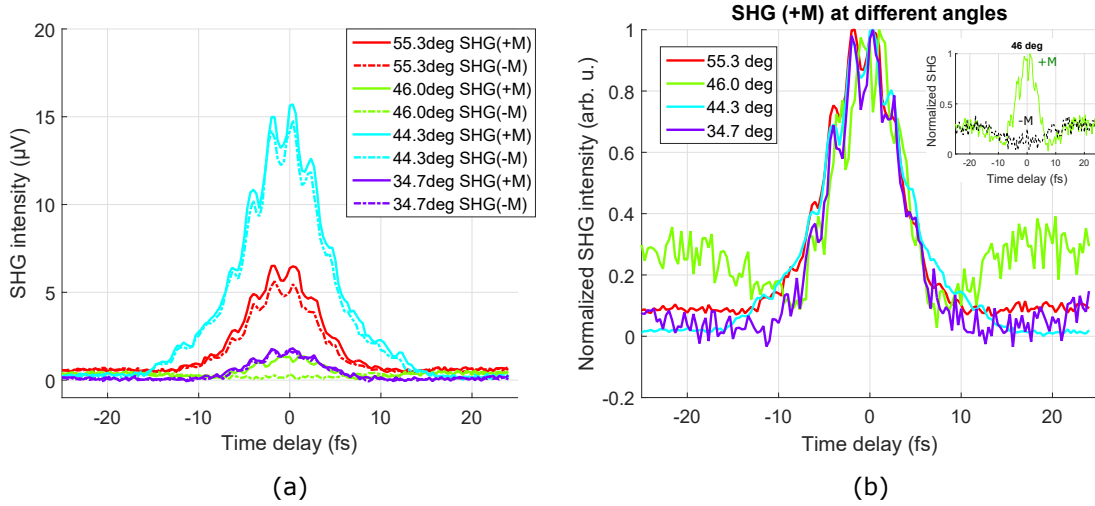 20
15
10
5
0
-20
-10
0
10
20
SHG intensity (µV)
Time delay (fs)
55.3deg SHG(+M)
55.3deg SHG(-M)
46.0deg SHG(+M)
46.0deg SHG(-M)
44.3deg SHG(+M)
44.3deg SHG(-M)
34.7deg SHG(+M)
34.7deg SHG(-M)
(a)
SHG (+M) at different angles
1
0.8
0.6
0.4
0.2
0
-0.2
-20
-10
0
10
20
Normalized SHG intensity (arb. u.)
Time delay (fs)
55.3 deg
46.0 deg
44.3 deg
34.7 deg
46 deg
+M
-M
1
0.5
0
-20
-10
0
10
20
Normalized SHG
Time delay (fs)
(b)